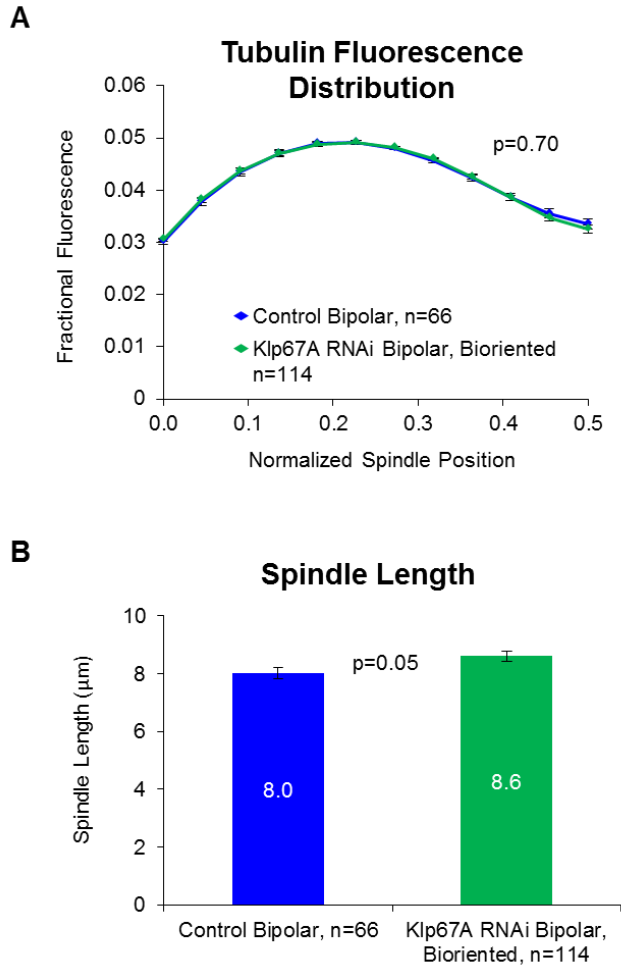 A
Tubulin Fluorescence
Distribution
0.06
0.05
0.04
0.03
0.02
0.01
0
Fractional Fluorescence
p=0.70
Control Bipolar, n=66
Klp67A RNAi Bipolar, Bioriented
n=114
0.0
0.1
0.2
0.3
0.4
0.5
Normalized Spindle Position
B
Spindle Length
10
8
6
4
2
0
Spindle Length (µm)
p=0.05
8.0
8.6
Control Bipolar, n=66
Klp67A RNAi Bipolar,
Bioriented, n=114